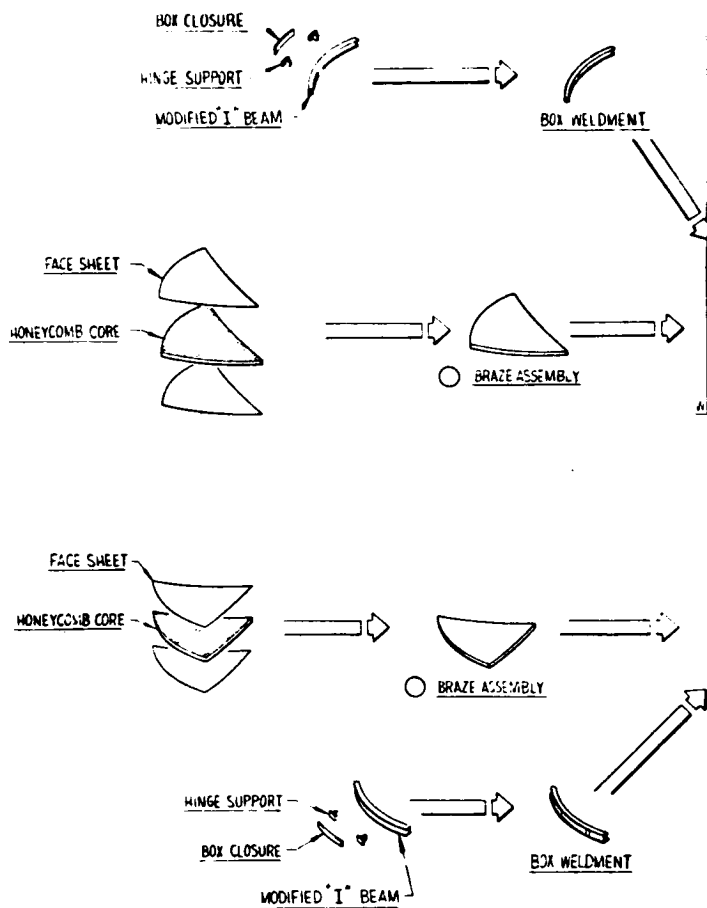 BOX CLOSURE
HINGE SUPPORT
MODIFIED "I" BEAM
BOX WELDMENT
FACE SHEET
HONEYCOMB CORE
BRAZE ASSEMBLY
FACE SHEET
HONEYCOMB CORE
BRAZE ASSEMBLY
HINGE SUPPORT
BOX CLOSURE
MODIFIED "I" BEAM
BOX WELDMENT